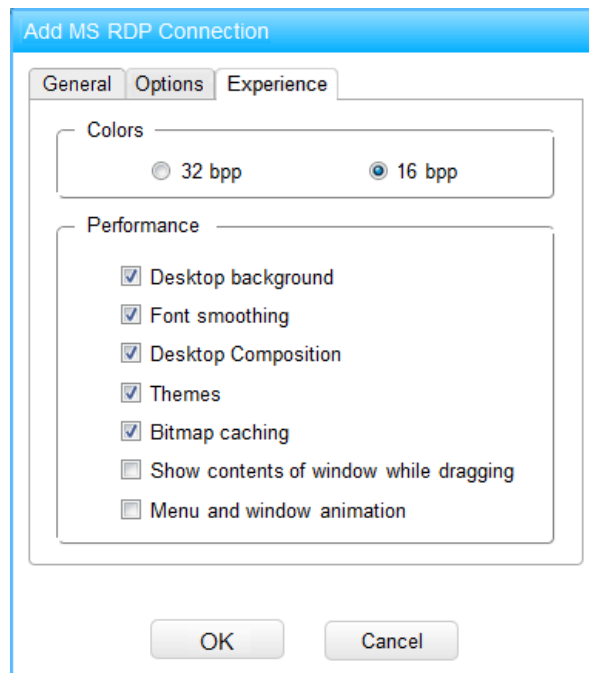 Add MS RDP Connection
General Options Experience
Colors
32 bpp 16 bpp
Performance
Desktop background
Font smoothing
Desktop Composition
Themes
Bitmap caching
Show contents of window while dragging
Menu and window animation
OK Cancel